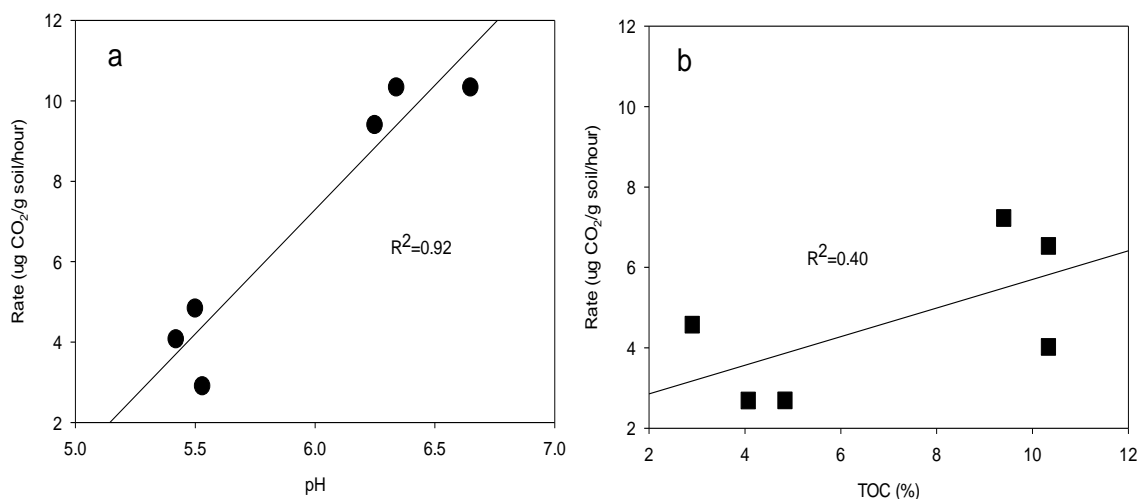 a
12
10
8
6
4
2
Rate (ug CO₂/g soil/hour)
R²=0.92
5.0 5.5 6.0 6.5 7.0
pH
b
12
10
8
6
4
2
Rate (ug CO₂/g soil/hour)
R²=0.40
2 4 6 8 10 12
TOC (%)